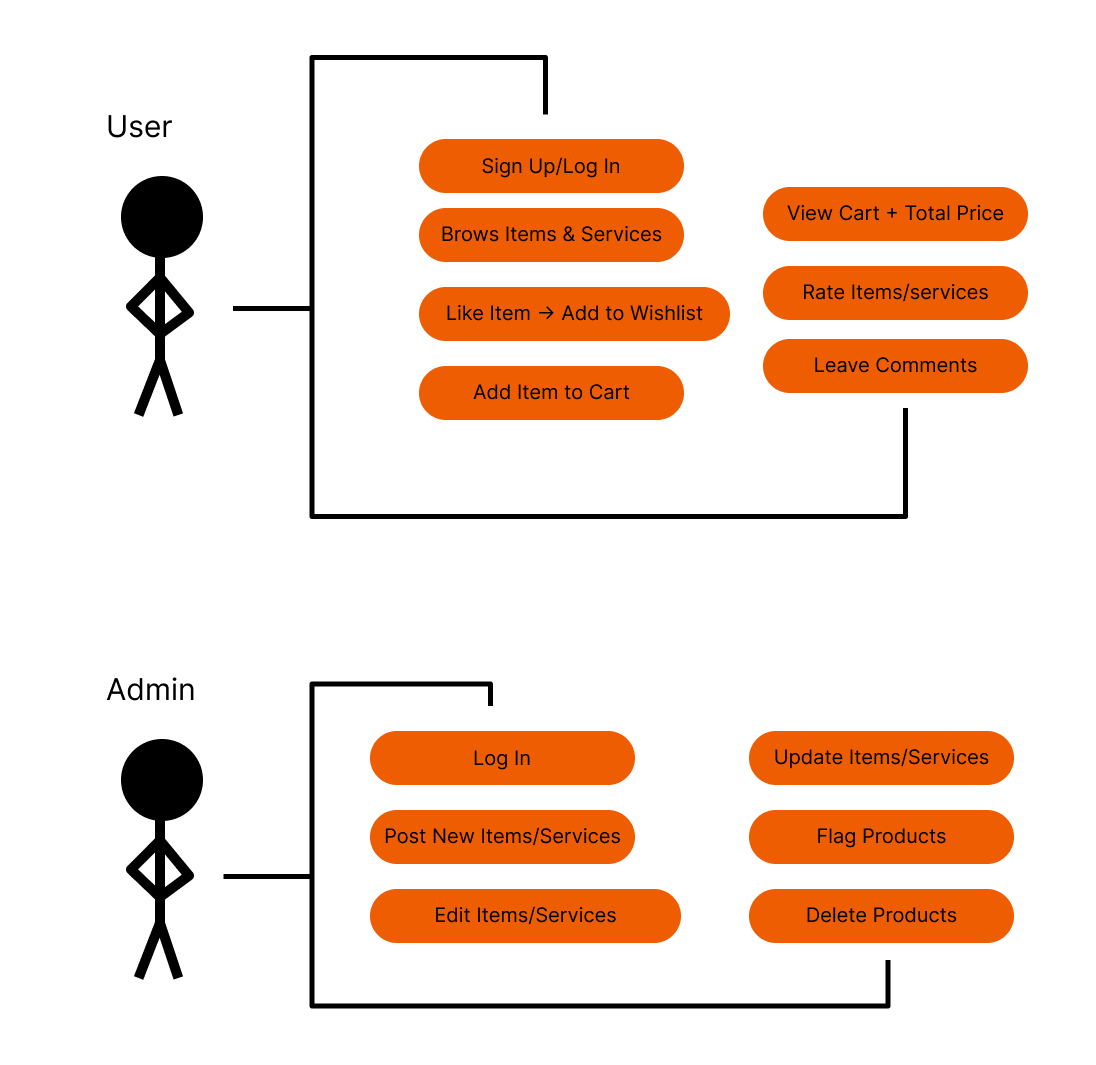 User
Sign Up/Log In
Brows Items & Services
Like Item → Add to Wishlist
Add Item to Cart
View Cart + Total Price
Rate Items/services
Leave Comments
Admin
Log In
Post New Items/Services
Edit Items/Services
Update Items/Services
Flag Products
Delete Products